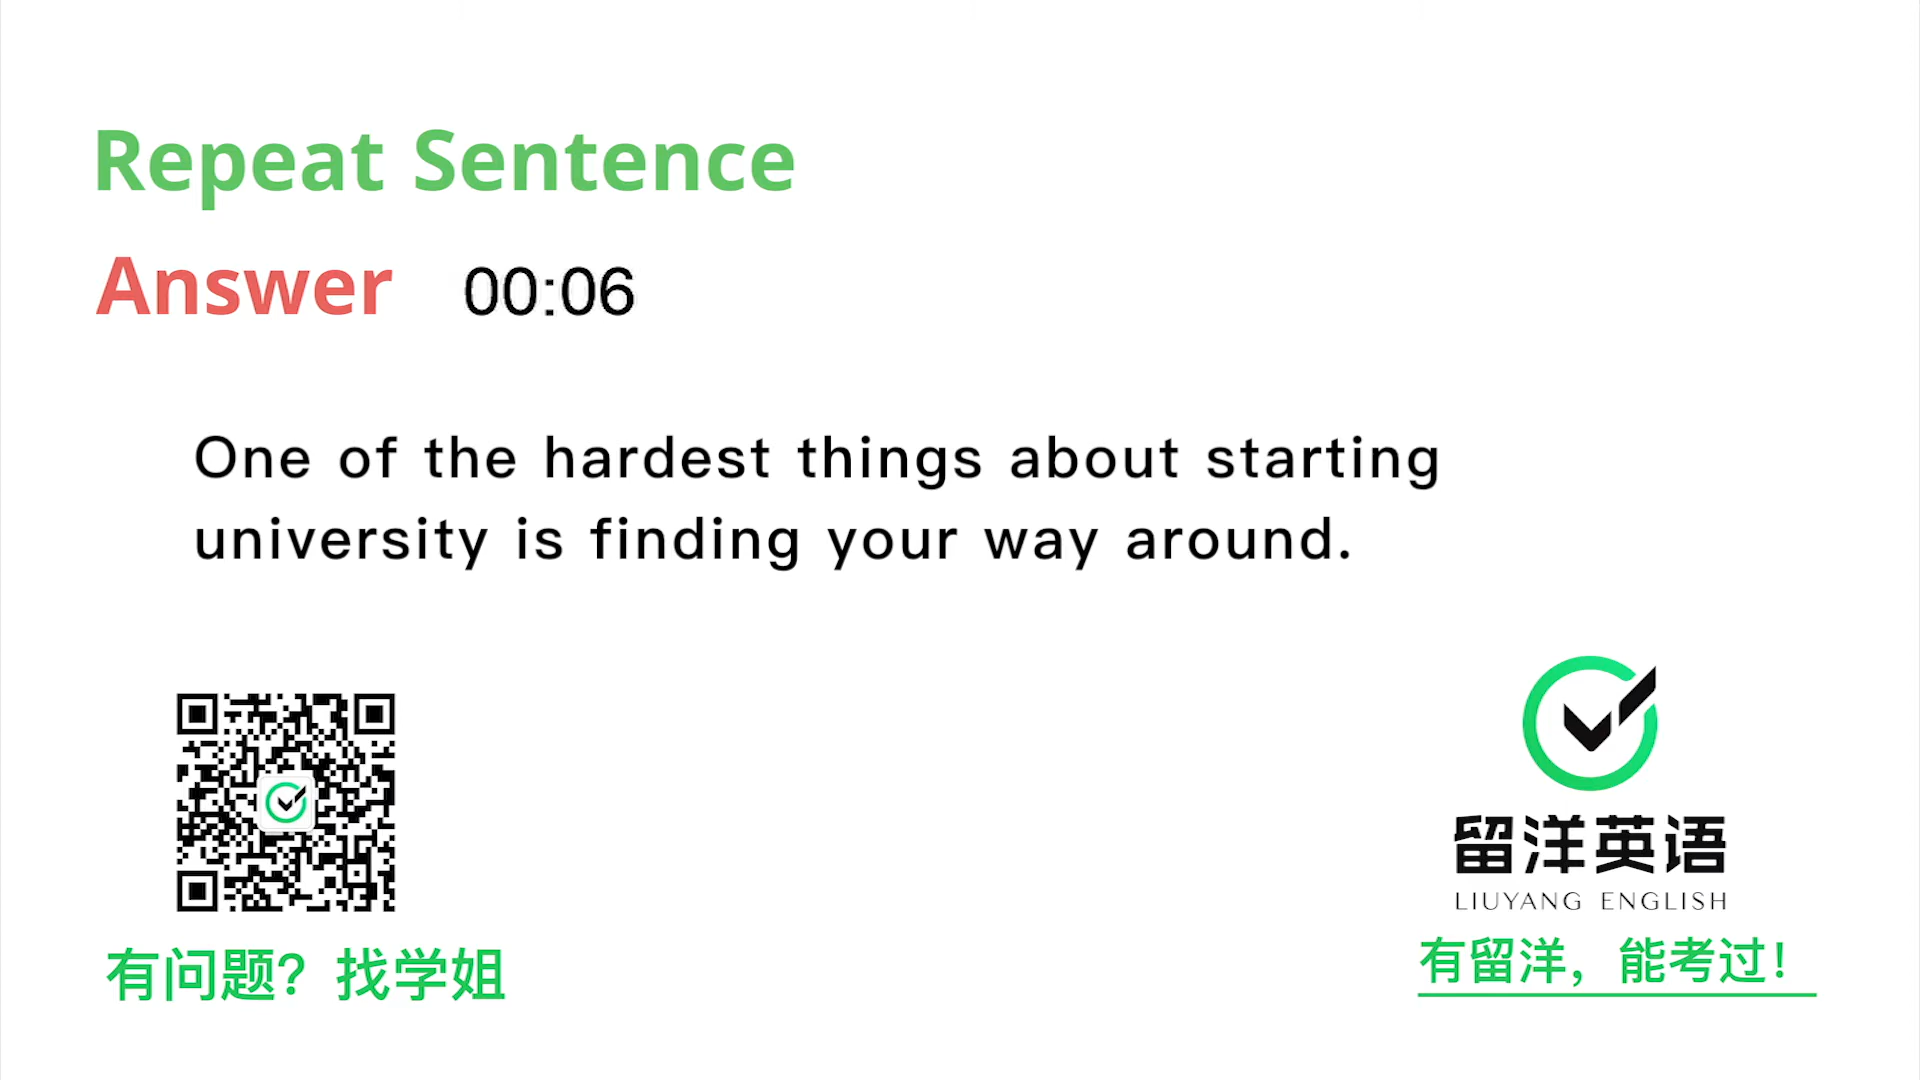 Repeat Sentence
Answer 00:06
One of the hardest things about starting
university is finding your way around.
留洋英语
LIUYANG ENGLISH
有问题？找学姐
有留洋，能考过！